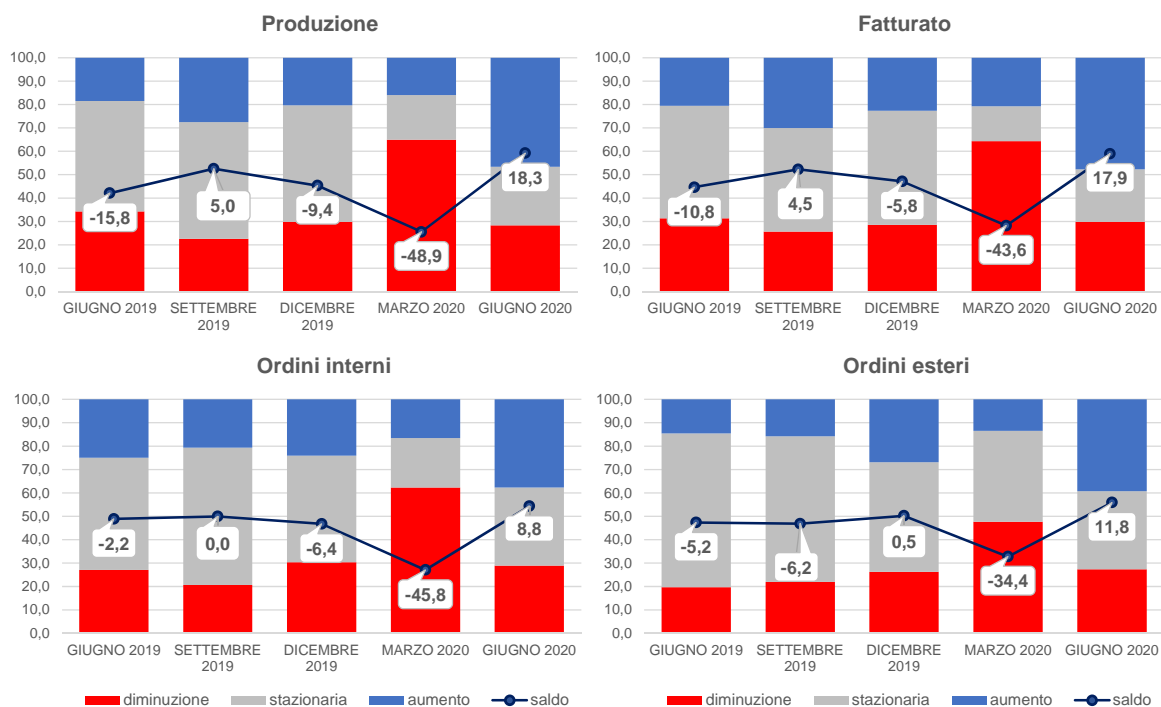 Produzione
100,0
90,0
80,0
70,0
60,0
50,0
40,0
30,0
20,0
10,0
0,0
-15,8
5,0
-9,4
-48,9
18,3
GIUGNO 2019
SETTEMBRE
2019
DICEMBRE
2019
MARZO 2020
GIUGNO 2020
Fatturato
100,0
90,0
80,0
70,0
60,0
50,0
40,0
30,0
20,0
10,0
0,0
-10,8
4,5
-5,8
-43,6
17,9
GIUGNO 2019
SETTEMBRE
2019
DICEMBRE
2019
MARZO 2020
GIUGNO 2020
Ordini interni
100,0
90,0
80,0
70,0
60,0
50,0
40,0
30,0
20,0
10,0
0,0
-2,2
0,0
-6,4
-45,8
8,8
GIUGNO 2019
SETTEMBRE
2019
DICEMBRE
2019
MARZO 2020
GIUGNO 2020
diminuzione stazionaria aumento saldo
Ordini esteri
100,0
90,0
80,0
70,0
60,0
50,0
40,0
30,0
20,0
10,0
0,0
-5,2
-6,2
0,5
-34,4
11,8
GIUGNO 2019
SETTEMBRE
2019
DICEMBRE
2019
MARZO 2020
GIUGNO 2020
diminuzione stazionaria aumento saldo